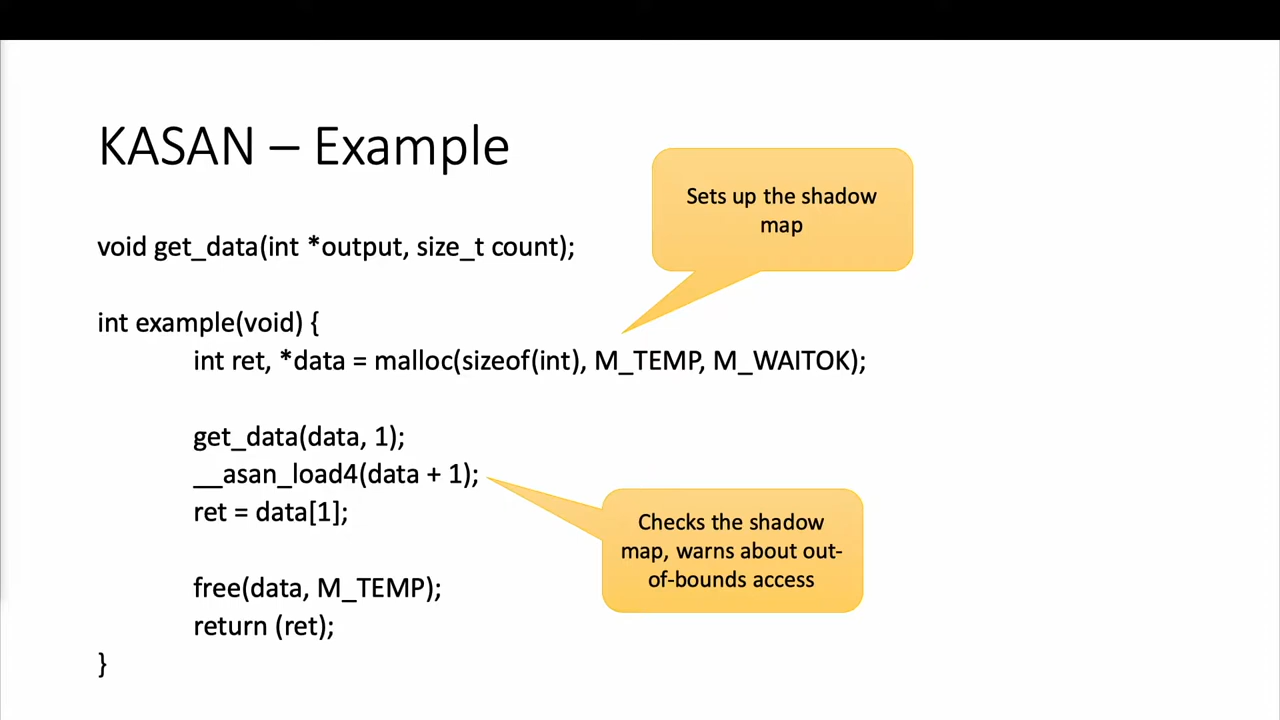 KASAN – Example
Sets up the shadow
map
void get_data(int *output, size_t count);
int example(void) {
int ret, *data = malloc(sizeof(int), M_TEMP, M_WAITOK);
get_data(data, 1);
__asan_load4(data + 1);
ret = data[1];
Checks the shadow
map, warns about out-
of-bounds access
free(data, M_TEMP);
return (ret);
}